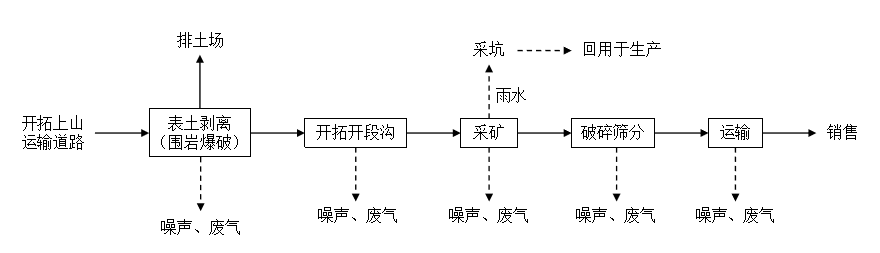 排土场
采坑
回用于生产
雨水
开拓上山
运输道路
表土剥离
（围岩爆破）
开拓开段沟
采矿
破碎筛分
运输
销售
噪声、废气
噪声、废气
噪声、废气
噪声、废气
噪声、废气